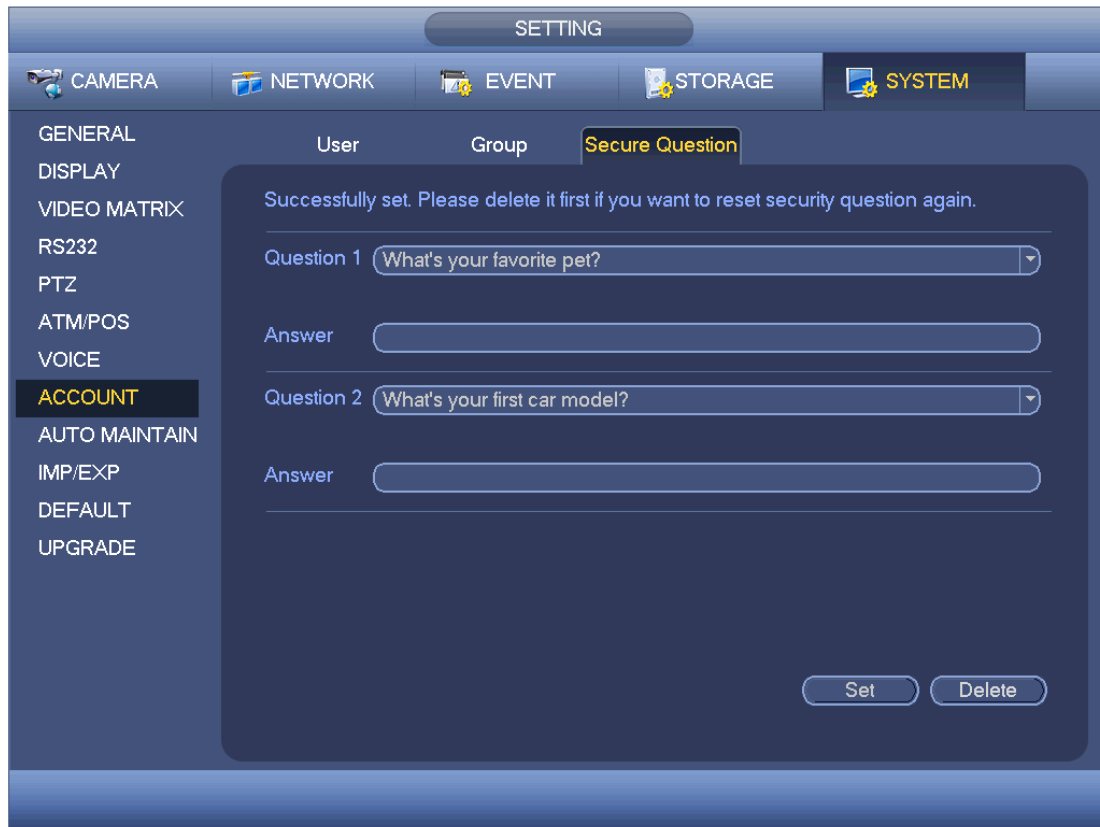 SETTING
CAMERA NETWORK EVENT STORAGE SYSTEM
GENERAL
DISPLAY
VIDEO MATRIX
RS232
PTZ
ATM/POS
VOICE
ACCOUNT
AUTO MAINTAIN
IMP/EXP
DEFAULT
UPGRADE
User Group Secure Question
Successfully set. Please delete it first if you want to reset security question again.
Question 1 What's your favorite pet?
Answer
Question 2 What's your first car model?
Answer
Set Delete